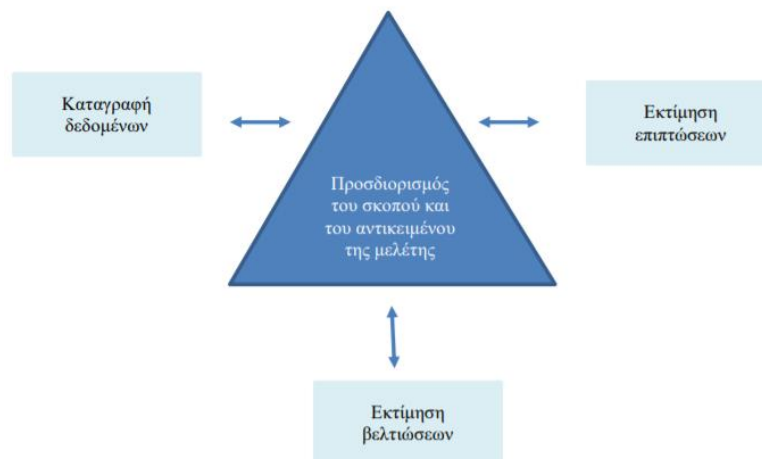 Καταγραφή
δεδομένων
Εκτίμηση
επιπτώσεων
Προσδιορισμός
του σκοπού και
του αντικειμένου
της μελέτης
Εκτίμηση
βελτιώσεων